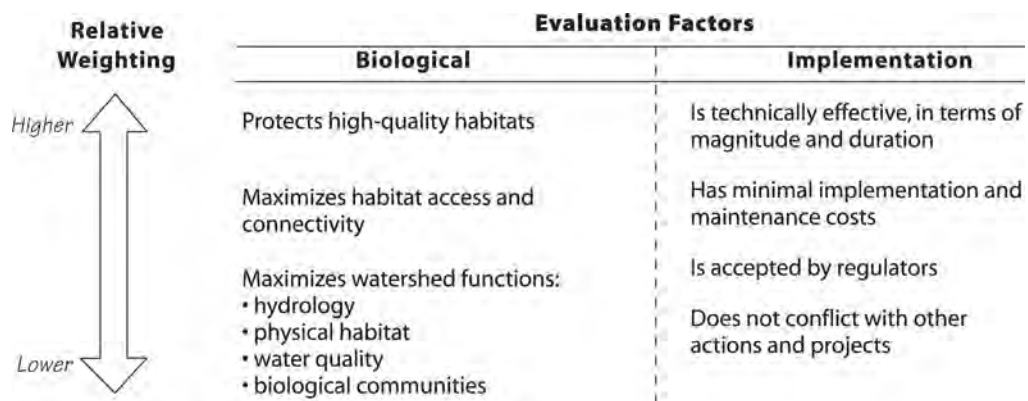 Relative
Weighting
Evaluation Factors
Biological
Implementation
Higher
Lower
Protects high-quality habitats
Maximizes habitat access and
connectivity
Maximizes watershed functions:
• hydrology
• physical habitat
• water quality
• biological communities
Is technically effective, in terms of
magnitude and duration
Has minimal implementation and
maintenance costs
Is accepted by regulators
Does not conflict with other
actions and projects